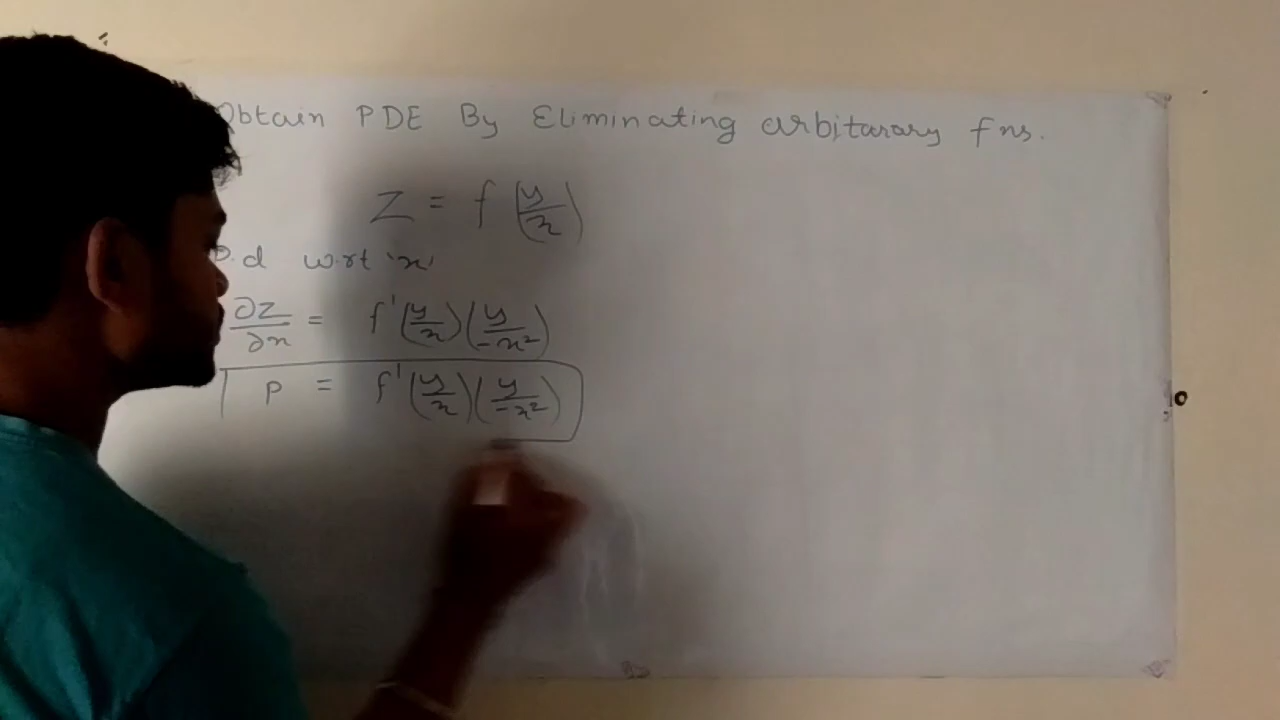 Obtain PDE By Eliminating arbitarary fns.
Z = f (y/x)
P.d w.r.t 'x'
∂z/∂x = f'(y/x)(y/-x²)
P = f'(y/x)(y/-x²)